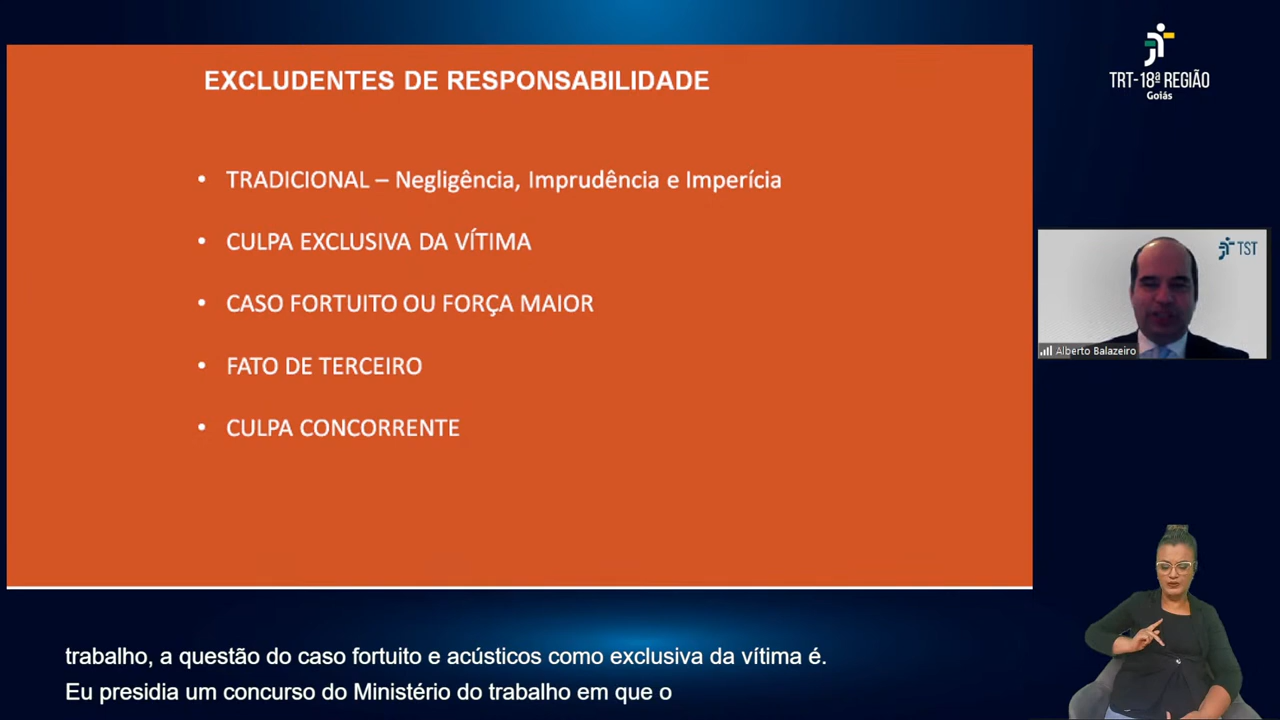 EXCLUDENTES DE RESPONSABILIDADE
• TRADICIONAL – Negligência, Imprudência e Imperícia
• CULPA EXCLUSIVA DA VÍTIMA
• CASO FORTUITO OU FORÇA MAIOR
• FATO DE TERCEIRO
• CULPA CONCORRENTE
TRT-18ª REGIÃO
Goiás
TST
Alberto Balazeiro
trabalho, a questão do caso fortuito e acústicos como exclusiva da vítima é.
Eu presidia um concurso do Ministério do trabalho em que o